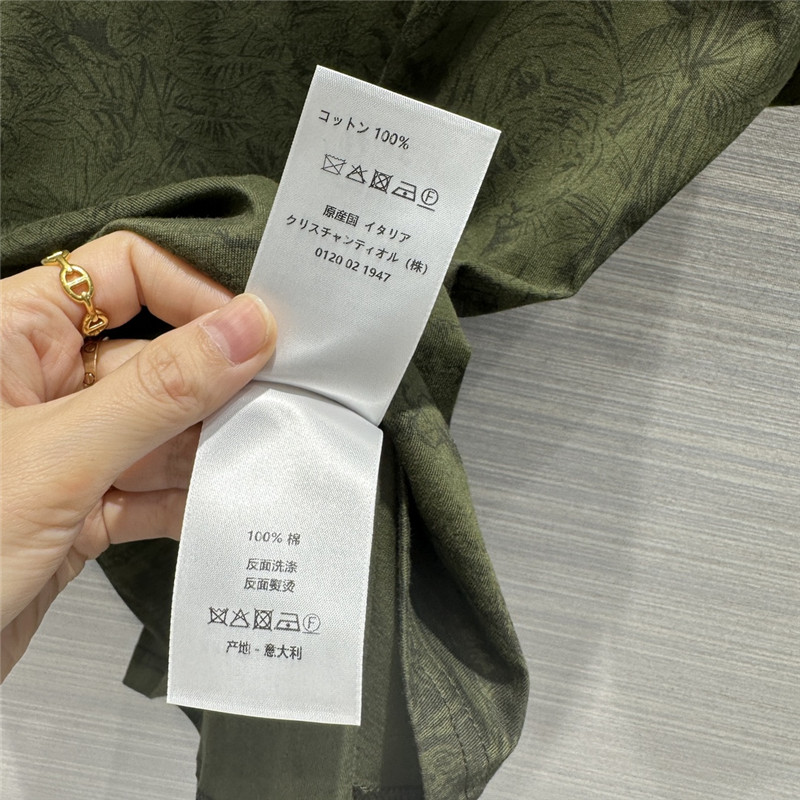 コットン 100%
F
原産国 イタリア
クリスチャンディオル（株）
0120 02 1947
100% 棉
反面洗涤
反面熨烫
F
产地 - 意大利